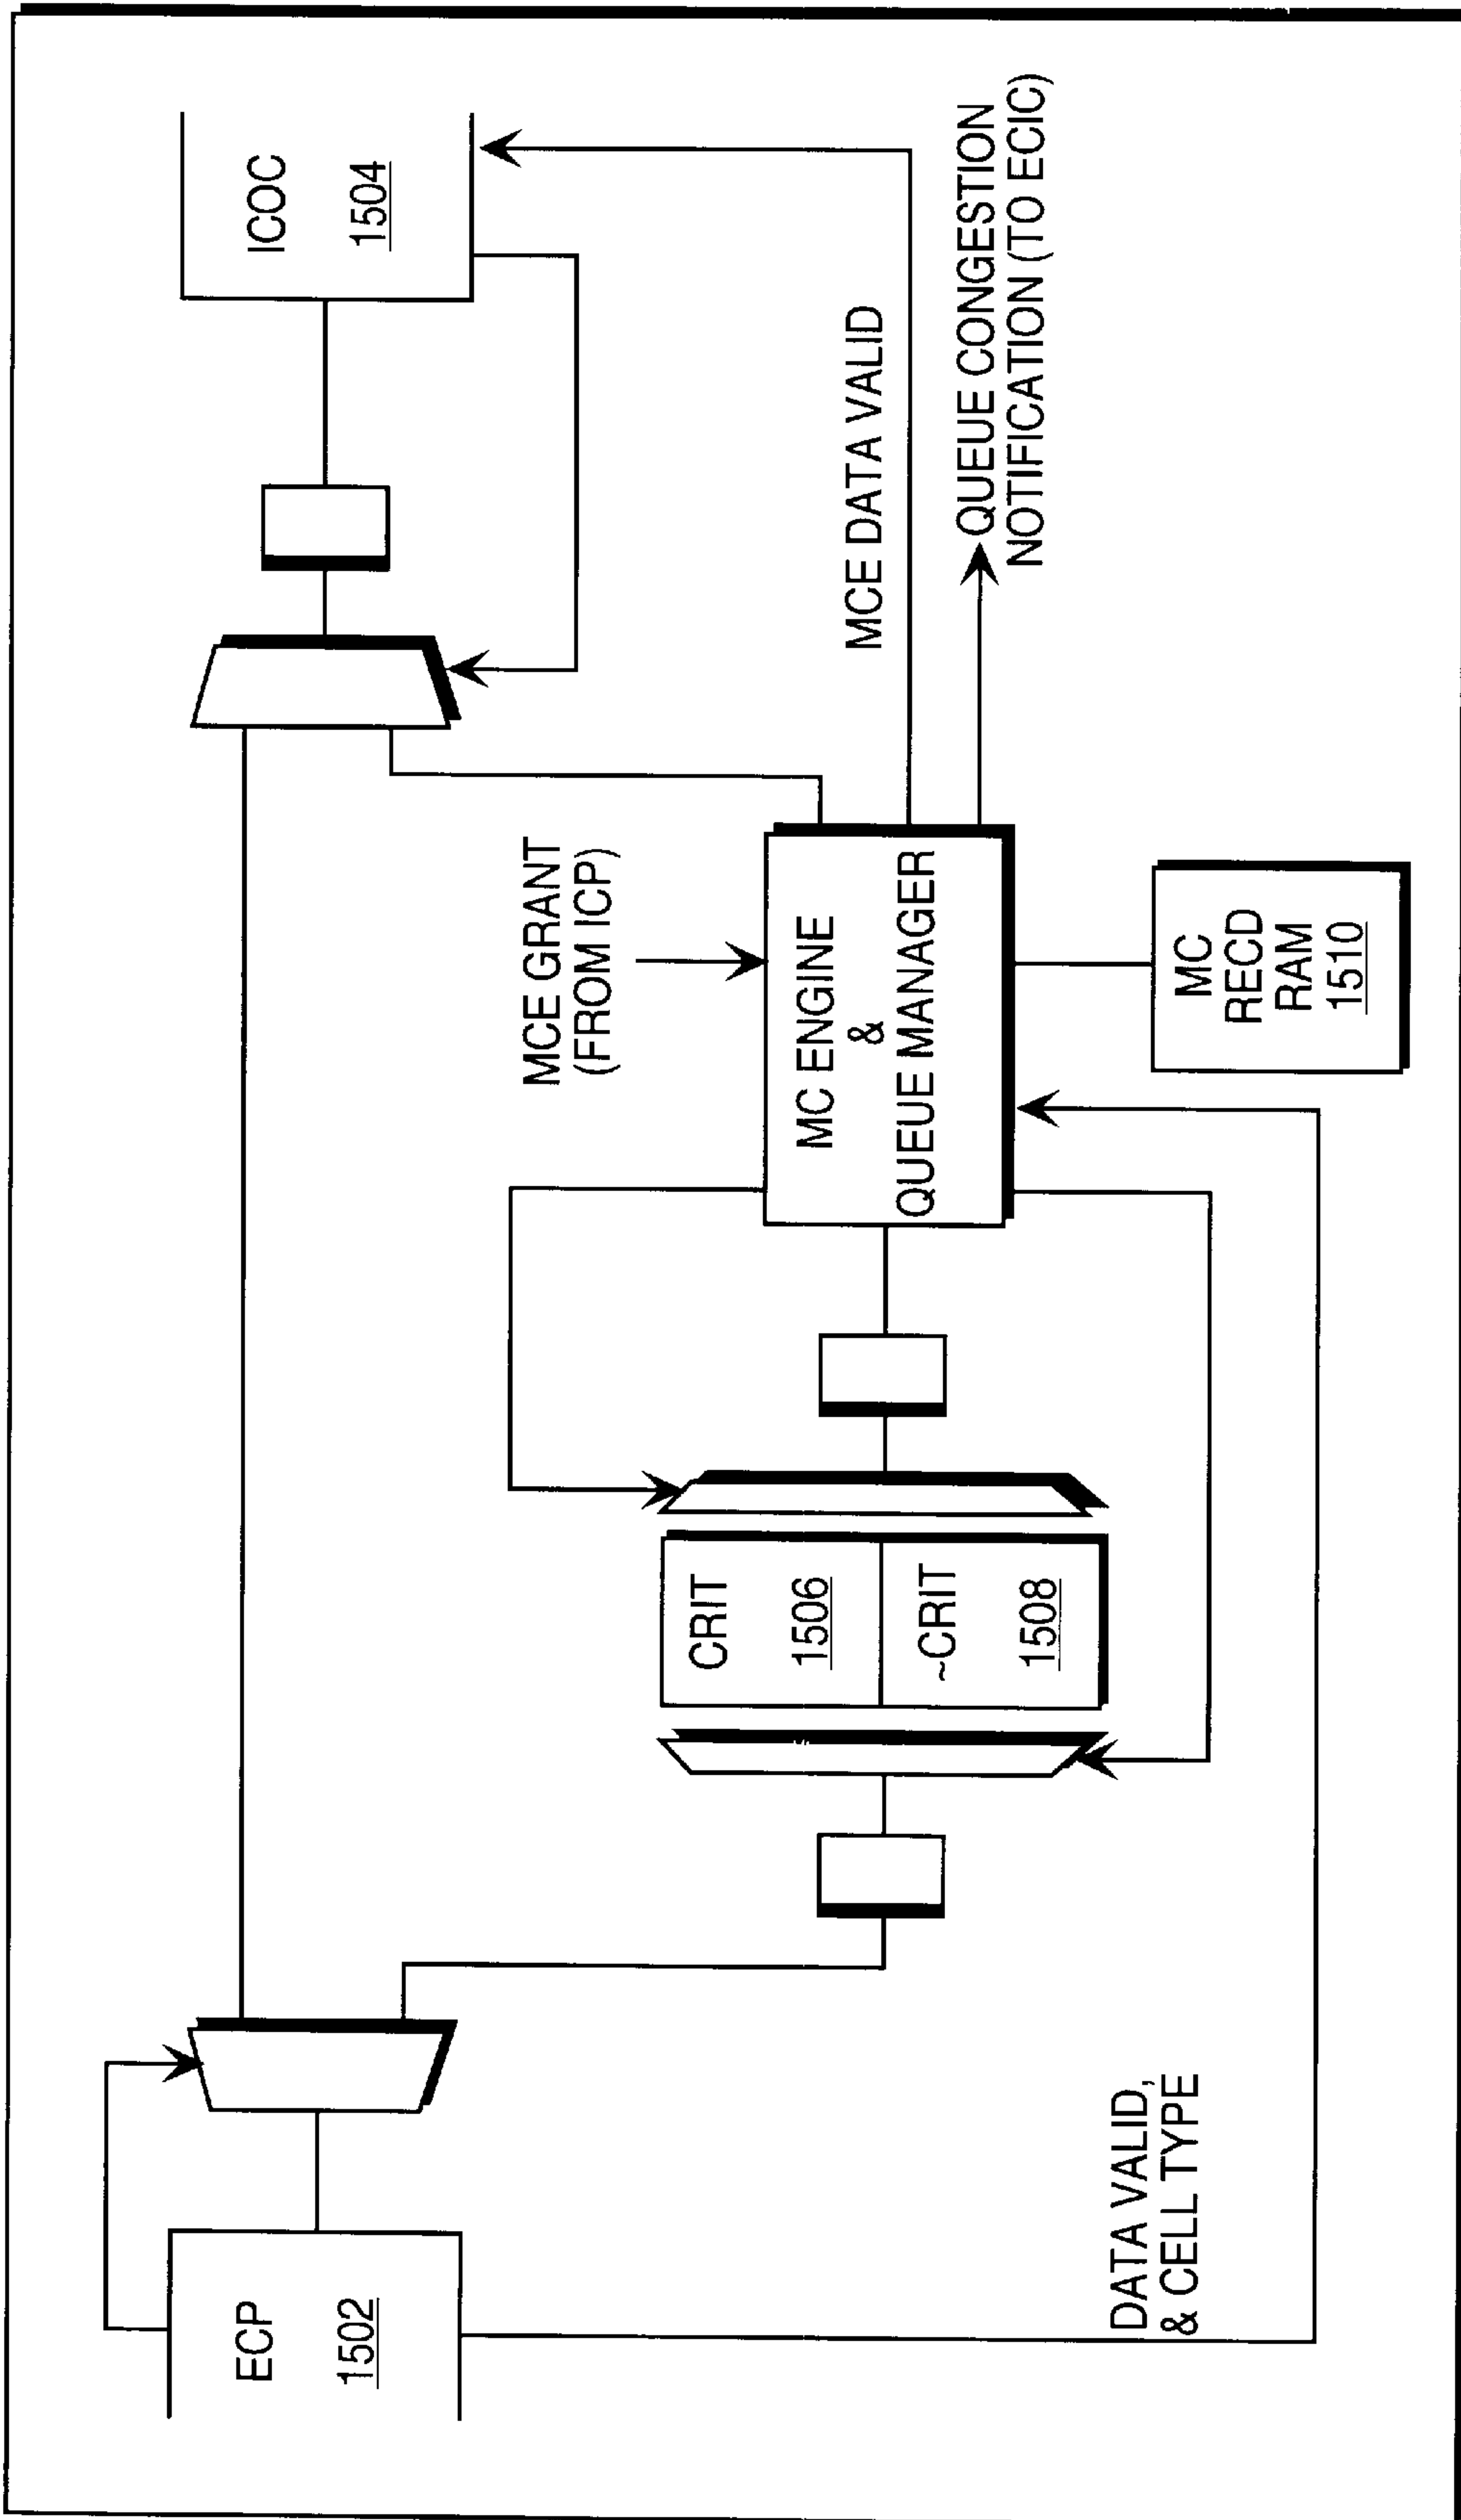 ECP
1502
ICOC
1504
MCE GRANT
(FROM ICP)
CRIT
1506
~CRIT
1508
MC ENGINE
&
QUEUE MANAGER
MCE DATA VALID
QUEUE CONGESTION
NOTIFICATION (TO ECIC)
MC
RECD
RAM
1510
DATA VALID,
& CELL TYPE